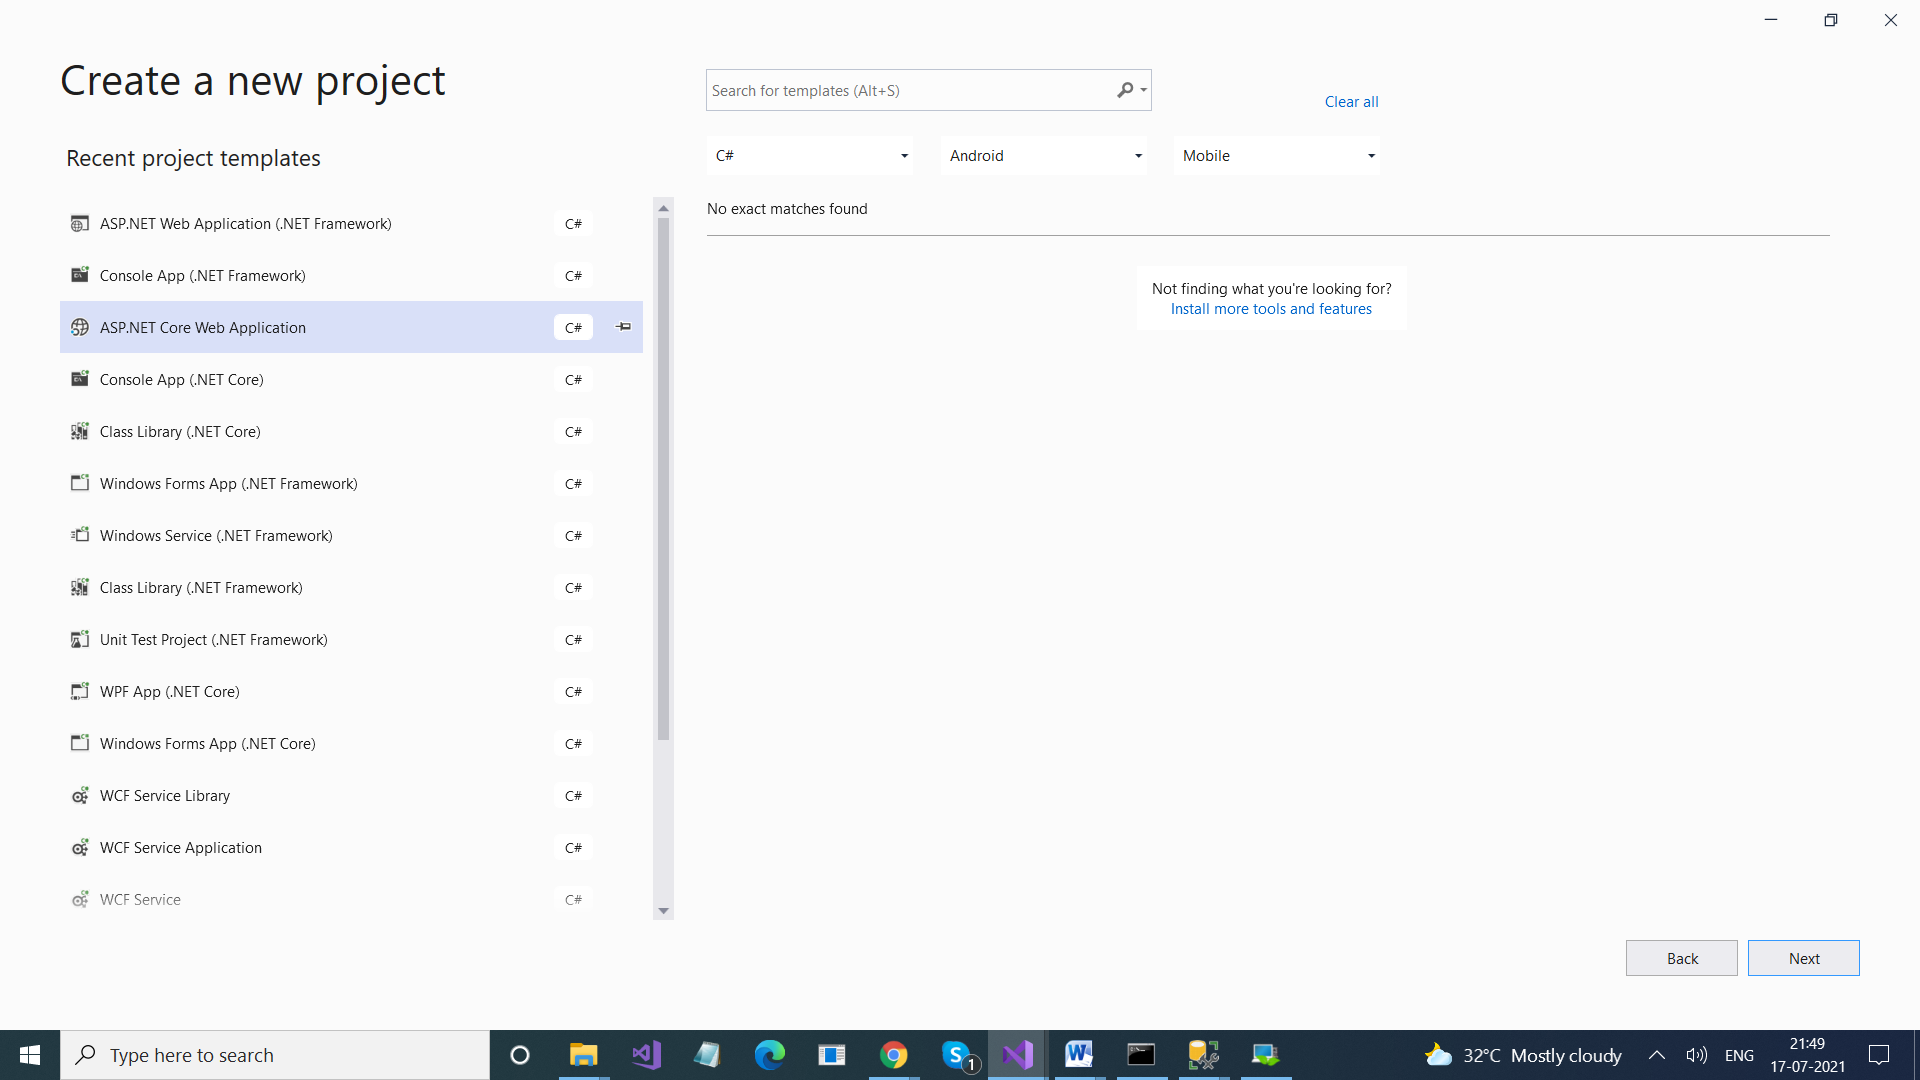 Create a new project
Recent project templates
ASP.NET Web Application (.NET Framework) C#
Console App (.NET Framework) C#
ASP.NET Core Web Application C#
Console App (.NET Core) C#
Class Library (.NET Core) C#
Windows Forms App (.NET Framework) C#
Windows Service (.NET Framework) C#
Class Library (.NET Framework) C#
Unit Test Project (.NET Framework) C#
WPF App (.NET Core) C#
Windows Forms App (.NET Core) C#
WCF Service Library C#
WCF Service Application C#
WCF Service C#
Search for templates (Alt+S)
Clear all
C# Android Mobile
No exact matches found
Not finding what you're looking for?
Install more tools and features
Back Next
Type here to search
S 1
W
32°C Mostly cloudy
ENG
21:49
17-07-2021